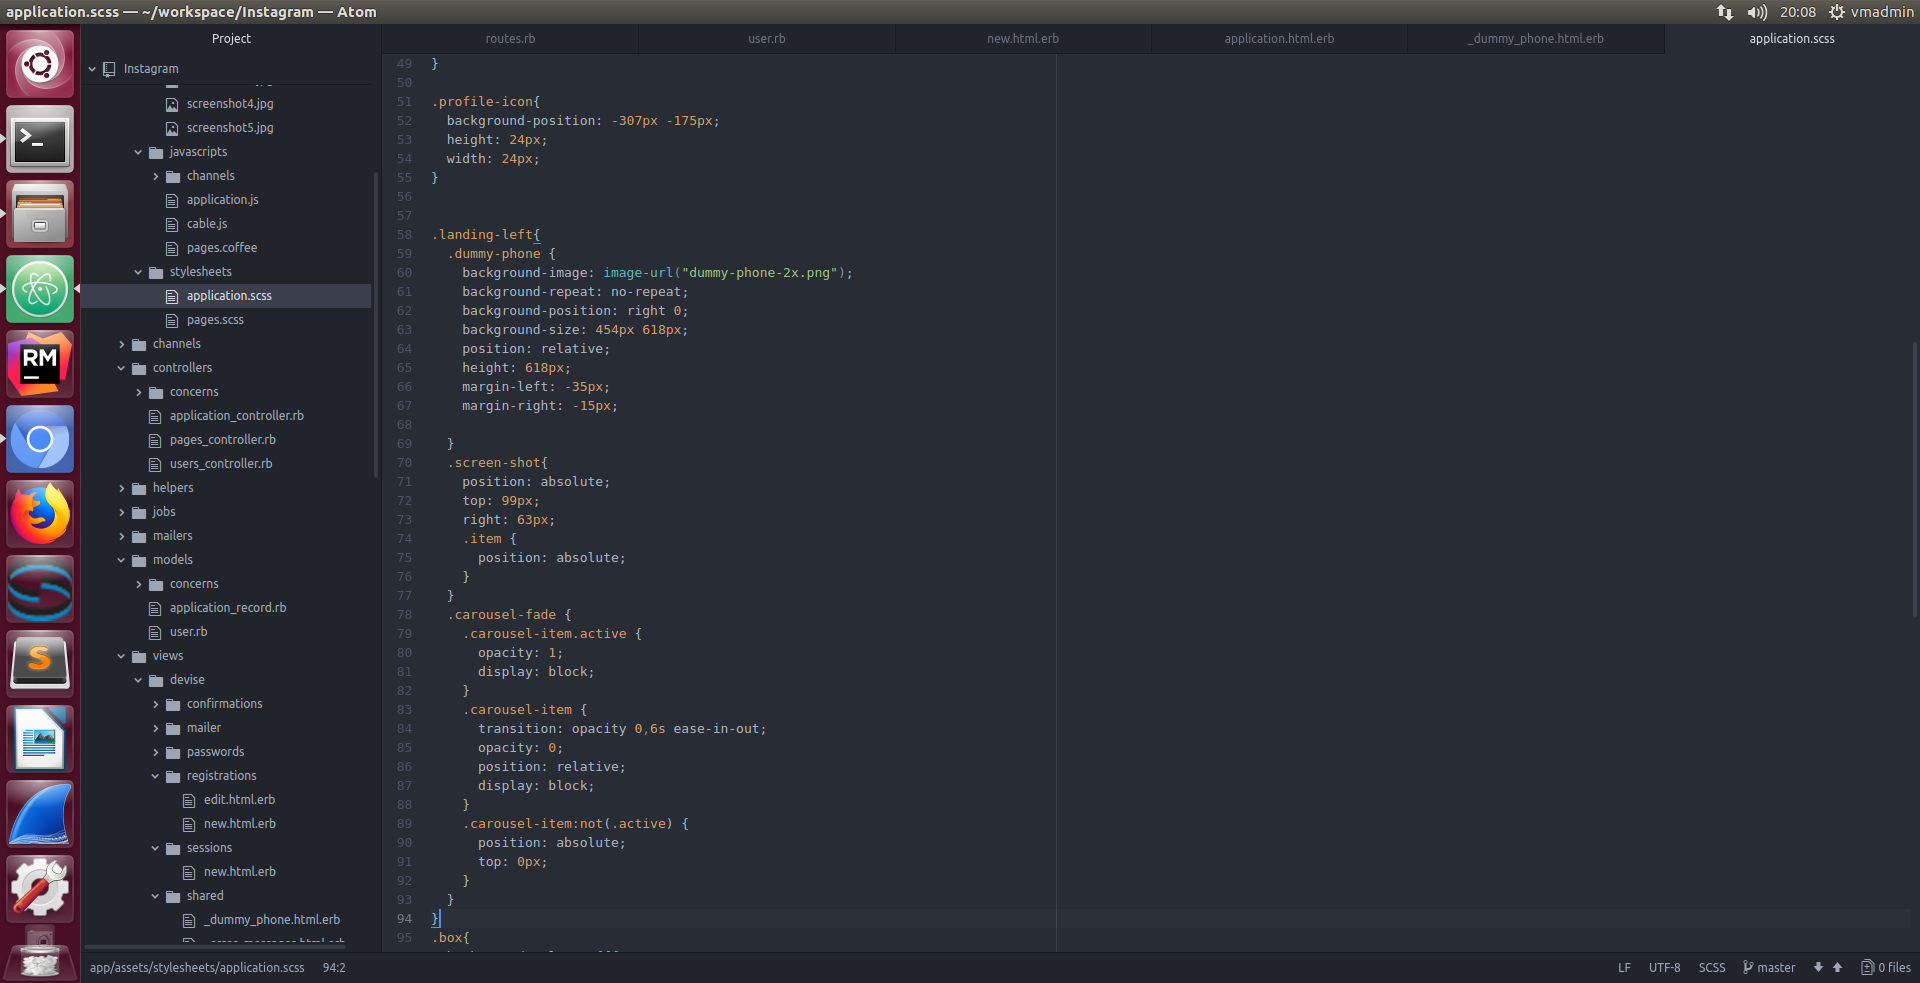 application.scss — ~/workspace/Instagram — Atom
20:08
vmadmin
Project
routes.rb
user.rb
new.html.erb
application.html.erb
_dummy_phone.html.erb
application.scss
Instagram
screenshot4.jpg
screenshot5.jpg
javascripts
channels
application.js
cable.js
pages.coffee
stylesheets
application.scss
pages.scss
channels
controllers
concerns
application_controller.rb
pages_controller.rb
users_controller.rb
helpers
jobs
mailers
models
concerns
application_record.rb
user.rb
views
devise
confirmations
mailer
passwords
registrations
edit.html.erb
new.html.erb
sessions
new.html.erb
shared
_dummy_phone.html.erb
49 }
50
51 .profile-icon{
52 background-position: -307px -175px;
53 height: 24px;
54 width: 24px;
55 }
56
57
58 .landing-left{
59 .dummy-phone {
60 background-image: image-url("dummy-phone-2x.png");
61 background-repeat: no-repeat;
62 background-position: right 0;
63 background-size: 454px 618px;
64 position: relative;
65 height: 618px;
66 margin-left: -35px;
67 margin-right: -15px;
68
69 }
70 .screen-shot{
71 position: absolute;
72 top: 99px;
73 right: 63px;
74 .item {
75 position: absolute;
76 }
77 }
78 .carousel-fade {
79 .carousel-item.active {
80 opacity: 1;
81 display: block;
82 }
83 .carousel-item {
84 transition: opacity 0,6s ease-in-out;
85 opacity: 0;
86 position: relative;
87 display: block;
88 }
89 .carousel-item:not(.active) {
90 position: absolute;
91 top: 0px;
92 }
93 }
94 }
95 .box{
RM
S
app/assets/stylesheets/application.scss 94:2
LF UTF-8 SCSS master 0 files